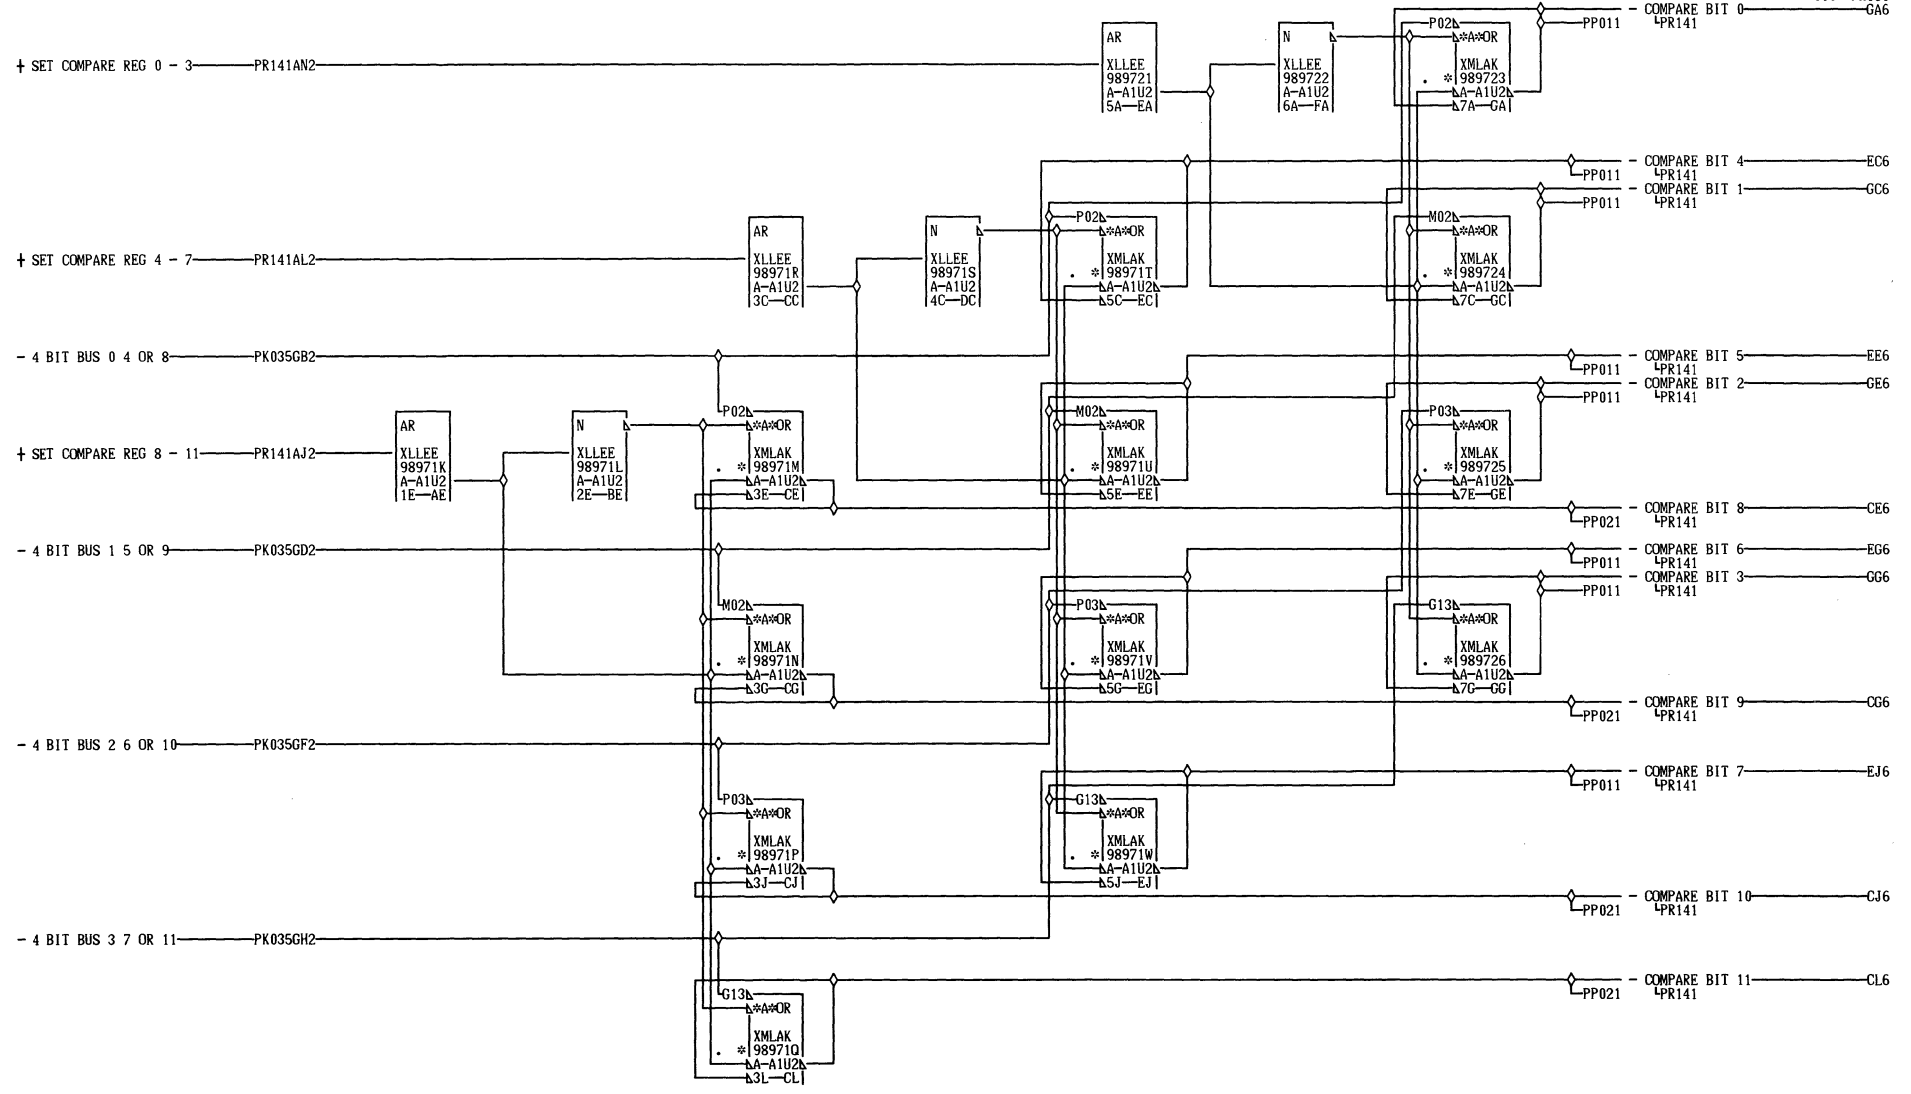 - COMPARE BIT 0 GA6
P02 PP011 PR141
AR N *A*OR
+ SET COMPARE REG 0 - 3 PR141AN2 XLLEE XLLEE XMLAK
989721 989722 . * 989723
A-A1U2 A-A1U2 A-A1U2
5A EA 6A FA 7A GA
- COMPARE BIT 4 EC6
PP011 PR141
- COMPARE BIT 1 GC6
PP011 PR141
P02 M02
AR N *A*OR *A*OR
+ SET COMPARE REG 4 - 7 PR141AL2 XLLEE XLLEE XMLAK XMLAK
98971R 98971S . * 98971T . * 989724
A-A1U2 A-A1U2 A-A1U2 A-A1U2
3C CC 4C DC 5C EC 7C GC
- 4 BIT BUS 0 4 OR 8 PK035GB2 - COMPARE BIT 5 EE6
PP011 PR141
- COMPARE BIT 2 GE6
PP011 PR141
P02 M02 P03
AR N *A*OR *A*OR *A*OR
+ SET COMPARE REG 8 - 11 PR141AJ2 XLLEE XLLEE XMLAK XMLAK XMLAK
98971K 98971L . * 98971M . * 98971U . * 989725
A-A1U2 A-A1U2 A-A1U2 A-A1U2 A-A1U2
1E AE 2E BE 3E CE 5E EE 7E GE
- COMPARE BIT 8 CE6
PP021 PR141
- 4 BIT BUS 1 5 OR 9 PK035GD2 - COMPARE BIT 6 EG6
PP011 PR141
- COMPARE BIT 3 GG6
PP011 PR141
M02 P03 G13
*A*OR *A*OR *A*OR
XMLAK XMLAK XMLAK
. * 98971N . * 98971V . * 989726
A-A1U2 A-A1U2 A-A1U2
3G CG 5G EG 7G GG
- COMPARE BIT 9 CG6
PP021 PR141
- 4 BIT BUS 2 6 OR 10 PK035GF2
- COMPARE BIT 7 EJ6
PP011 PR141
P03 G13
*A*OR *A*OR
XMLAK XMLAK
. * 98971P . * 98971W
A-A1U2 A-A1U2
3J CJ 5J EJ
- COMPARE BIT 10 CJ6
PP021 PR141
- 4 BIT BUS 3 7 OR 11 PK035GH2
- COMPARE BIT 11 CL6
PP021 PR141
G13
*A*OR
XMLAK
. * 98971Q
A-A1U2
3L CL